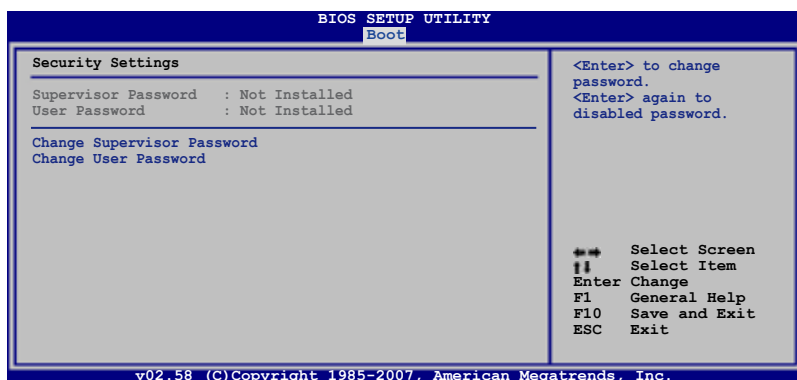 BIOS SETUP UTILITY
Boot
Security Settings
Supervisor Password : Not Installed
User Password : Not Installed
Change Supervisor Password
Change User Password
<Enter> to change
password.
<Enter> again to
disabled password.
←→ Select Screen
↑↓ Select Item
Enter Change
F1 General Help
F10 Save and Exit
ESC Exit
v02.58 (C)Copyright 1985-2007, American Megatrends, Inc.